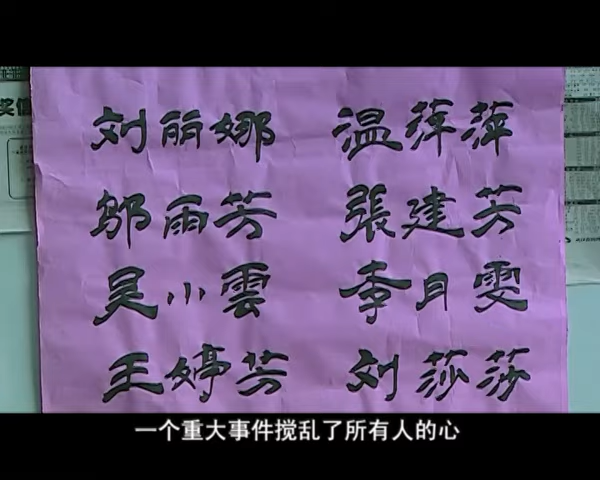 刘丽娜 温萍萍
邬雨芳 張建芳
吴小雲 李月雯
王婷芳 刘莎莎
一个重大事件搅乱了所有人的心